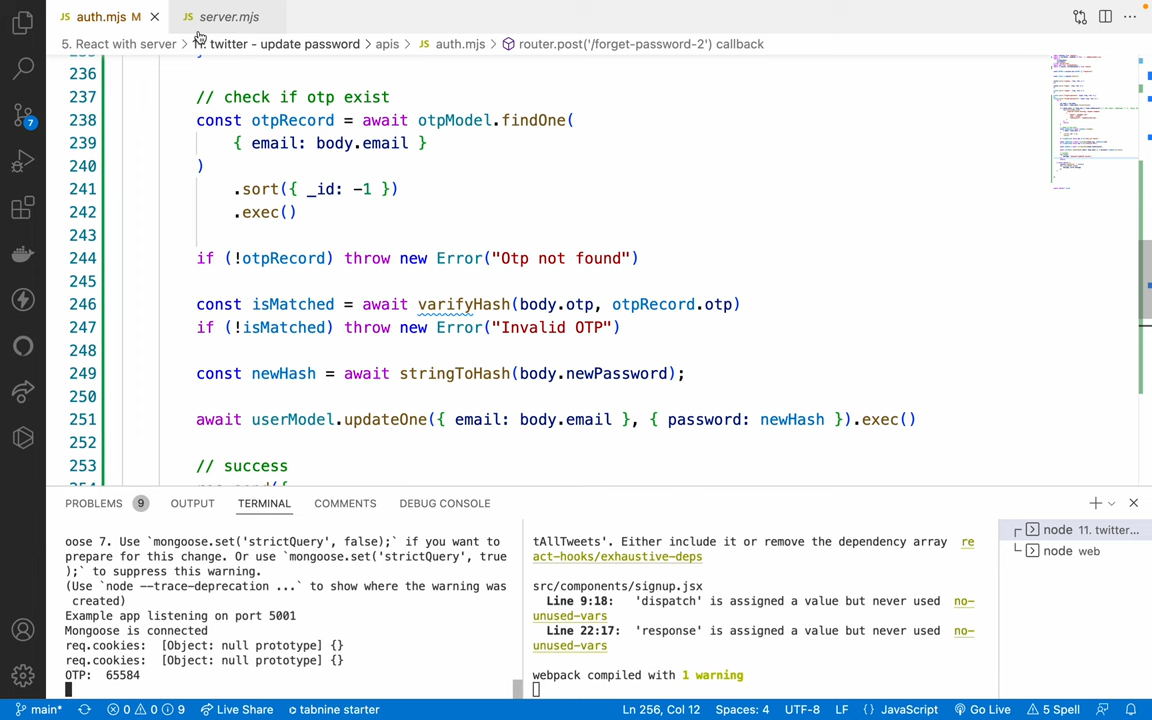 JS auth.mjs M
JS server.mjs
5. React with server > 11. twitter - update password > apis > JS auth.mjs > router.post('/forget-password-2') callback
236
237 // check if otp exist
238 const otpRecord = await otpModel.findOne(
239 { email: body.email }
240 )
241 .sort({ _id: -1 })
242 .exec()
243
244 if (!otpRecord) throw new Error("Otp not found")
245
246 const isMatched = await varifyHash(body.otp, otpRecord.otp)
247 if (!isMatched) throw new Error("Invalid OTP")
248
249 const newHash = await stringToHash(body.newPassword);
250
251 await userModel.updateOne({ email: body.email }, { password: newHash }).exec()
252
253 // success
7
PROBLEMS 9 OUTPUT TERMINAL COMMENTS DEBUG CONSOLE
oose 7. Use `mongoose.set('strictQuery', false);` if you want to
prepare for this change. Or use `mongoose.set('strictQuery', true
);` to suppress this warning.
(Use `node --trace-deprecation ...` to show where the warning was
created)
Example app listening on port 5001
Mongoose is connected
req.cookies: [Object: null prototype] {}
req.cookies: [Object: null prototype] {}
OTP: 65584
tAllTweets'. Either include it or remove the dependency array re
act-hooks/exhaustive-deps
src/components/signup.jsx
Line 9:18: 'dispatch' is assigned a value but never used no-
unused-vars
Line 22:17: 'response' is assigned a value but never used no-
unused-vars
webpack compiled with 1 warning
node 11. twitter...
node web
main* 0 0 9 Live Share tabnine starter Ln 256, Col 12 Spaces: 4 UTF-8 LF {} JavaScript Go Live 5 Spell